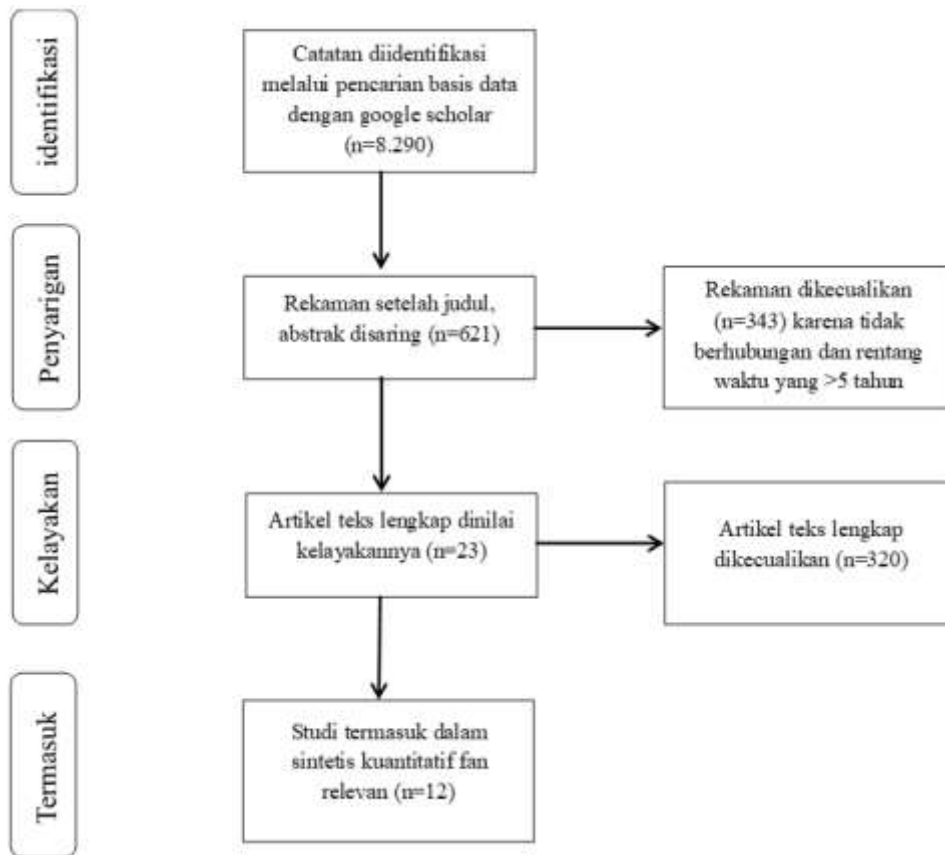 identifikasi
Catatan diidentifikasi
melalui pencarian basis data
dengan google scholar
(n=8.290)
Penyarigan
Rekaman setelah judul,
abstrak disaring (n=621)
Rekaman dikecualikan
(n=343) karena tidak
berhubungan dan rentang
waktu yang >5 tahun
Kelayakan
Artikel teks lengkap dinilai
kelayakannya (n=23)
Artikel teks lengkap
dikecualikan (n=320)
Termasuk
Studi termasuk dalam
sintetis kuantitatif fan
relevan (n=12)